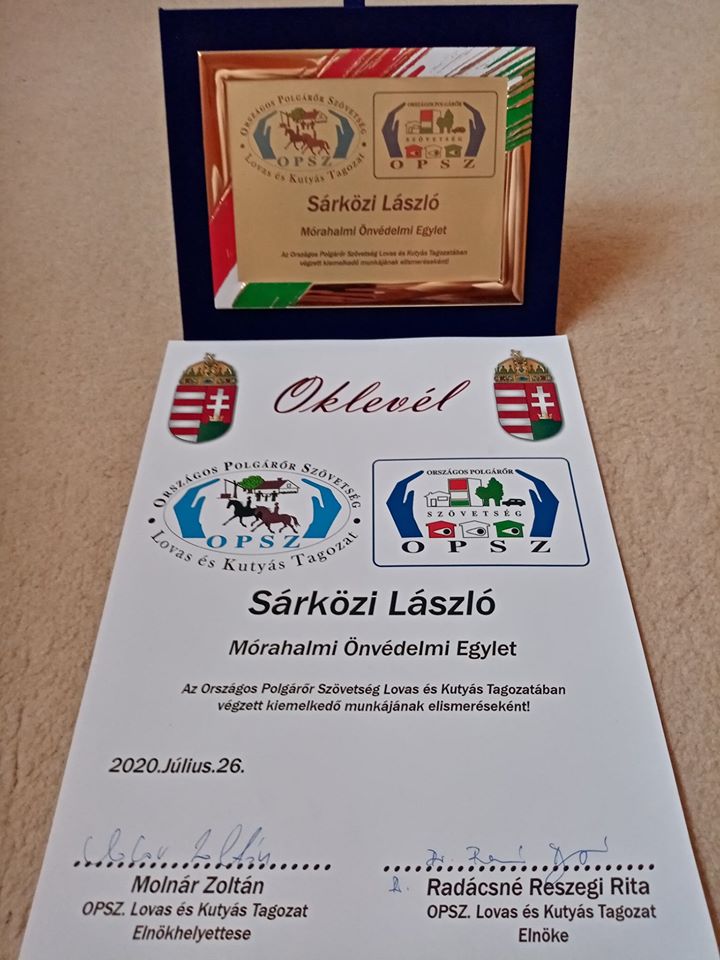 ORSZÁGOS POLGÁRŐR SZÖVETSÉG
OPSZ
Lovas és Kutyás Tagozat
ORSZÁGOS POLGÁRŐR
SZÖVETSÉG
OPSZ
Sárközi László
Mórahalmi Önvédelmi Egylet
Az Országos Polgárőr Szövetség Lovas és Kutyás Tagozatában
végzett kiemelkedő munkájának elismeréseként!
Oklevél
ORSZÁGOS POLGÁRŐR SZÖVETSÉG
OPSZ
Lovas és Kutyás Tagozat
ORSZÁGOS POLGÁRŐR
SZÖVETSÉG
OPSZ
Sárközi László
Mórahalmi Önvédelmi Egylet
Az Országos Polgárőr Szövetség Lovas és Kutyás Tagozatában
végzett kiemelkedő munkájának elismeréseként!
2020.Július.26.
Molnár Zoltán
OPSZ. Lovas és Kutyás Tagozat
Elnökhelyettese
Radácsné Reszegi Rita
OPSZ. Lovas és Kutyás Tagozat
Elnöke